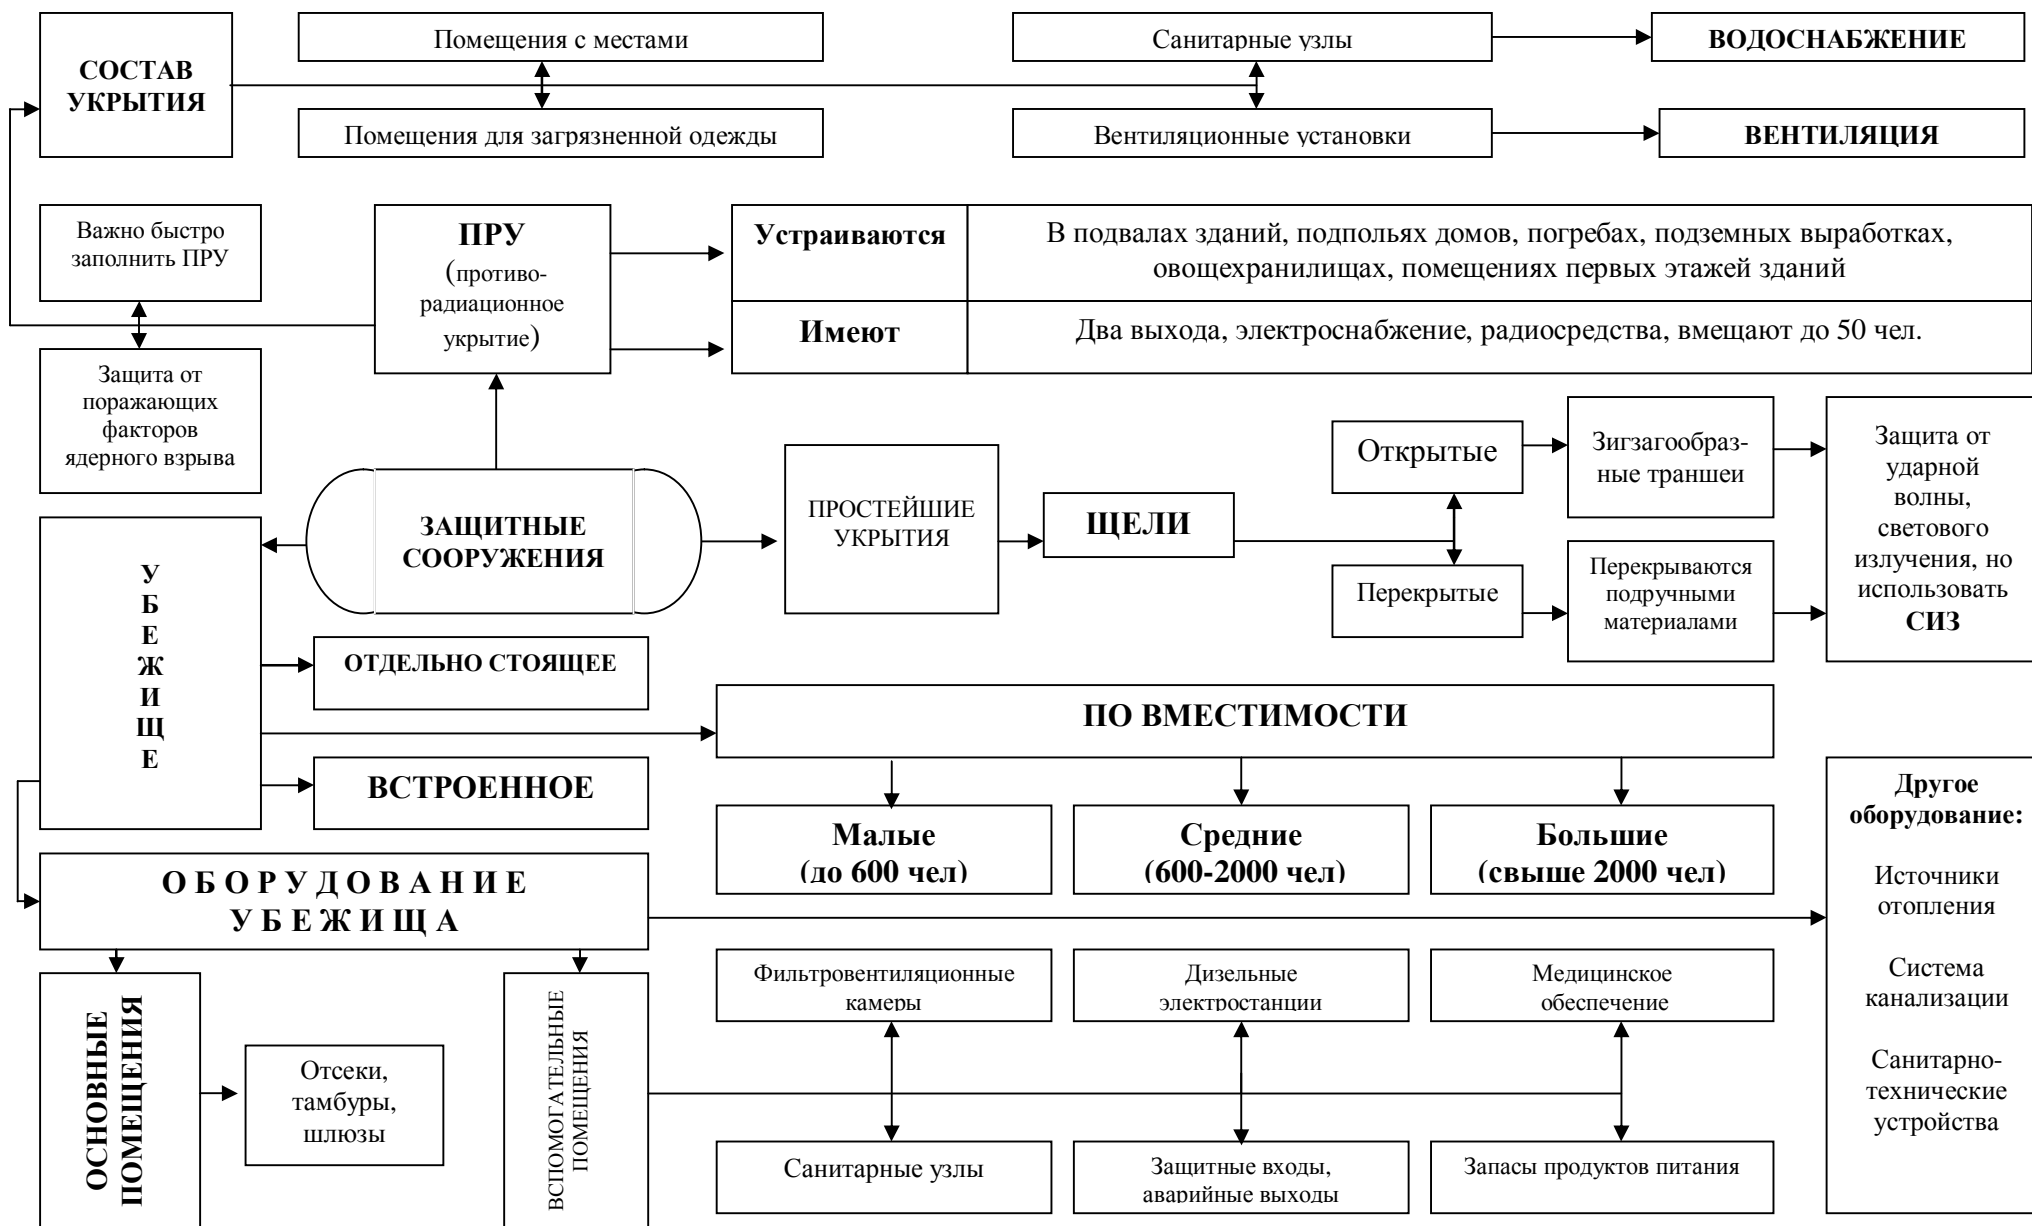 СОСТАВ
УКРЫТИЯ
Помещения с местами
Помещения для загрязненной одежды
Санитарные узлы
Вентиляционные установки
ВОДОСНАБЖЕНИЕ
ВЕНТИЛЯЦИЯ
Важно быстро
заполнить ПРУ
Защита от
поражающих
факторов
ядерного взрыва
ПРУ
(противо-
радиационное
укрытие)
Устраиваются
В подвалах зданий, подпольях домов, погребах, подземных выработках,
овощехранилищах, помещениях первых этажей зданий
Имеют
Два выхода, электроснабжение, радиосредства, вмещают до 50 чел.
ЗАЩИТНЫЕ
СООРУЖЕНИЯ
ПРОСТЕЙШИЕ
УКРЫТИЯ
ЩЕЛИ
Открытые
Перекрытые
Зигзагообраз-
ные траншеи
Перекрываются
подручными
материалами
Защита от
ударной
волны,
светового
излучения, но
использовать
СИЗ
У
Б
Е
Ж
И
Щ
Е
ОТДЕЛЬНО СТОЯЩЕЕ
ВСТРОЕННОЕ
ПО ВМЕСТИМОСТИ
Малые
(до 600 чел)
Средние
(600-2000 чел)
Большие
(свыше 2000 чел)
О Б О Р У Д О В А Н И Е
У Б Е Ж И Щ А
Другое
оборудование:
Источники
отопления
Система
канализации
Санитарно-
технические
устройства
ОСНОВНЫЕ
ПОМЕЩЕНИЯ
Отсеки,
тамбуры,
шлюзы
ВСПОМОГАТЕЛЬНЫЕ
ПОМЕЩЕНИЯ
Фильтровентиляционные
камеры
Дизельные
электростанции
Медицинское
обеспечение
Санитарные узлы
Защитные входы,
аварийные выходы
Запасы продуктов питания